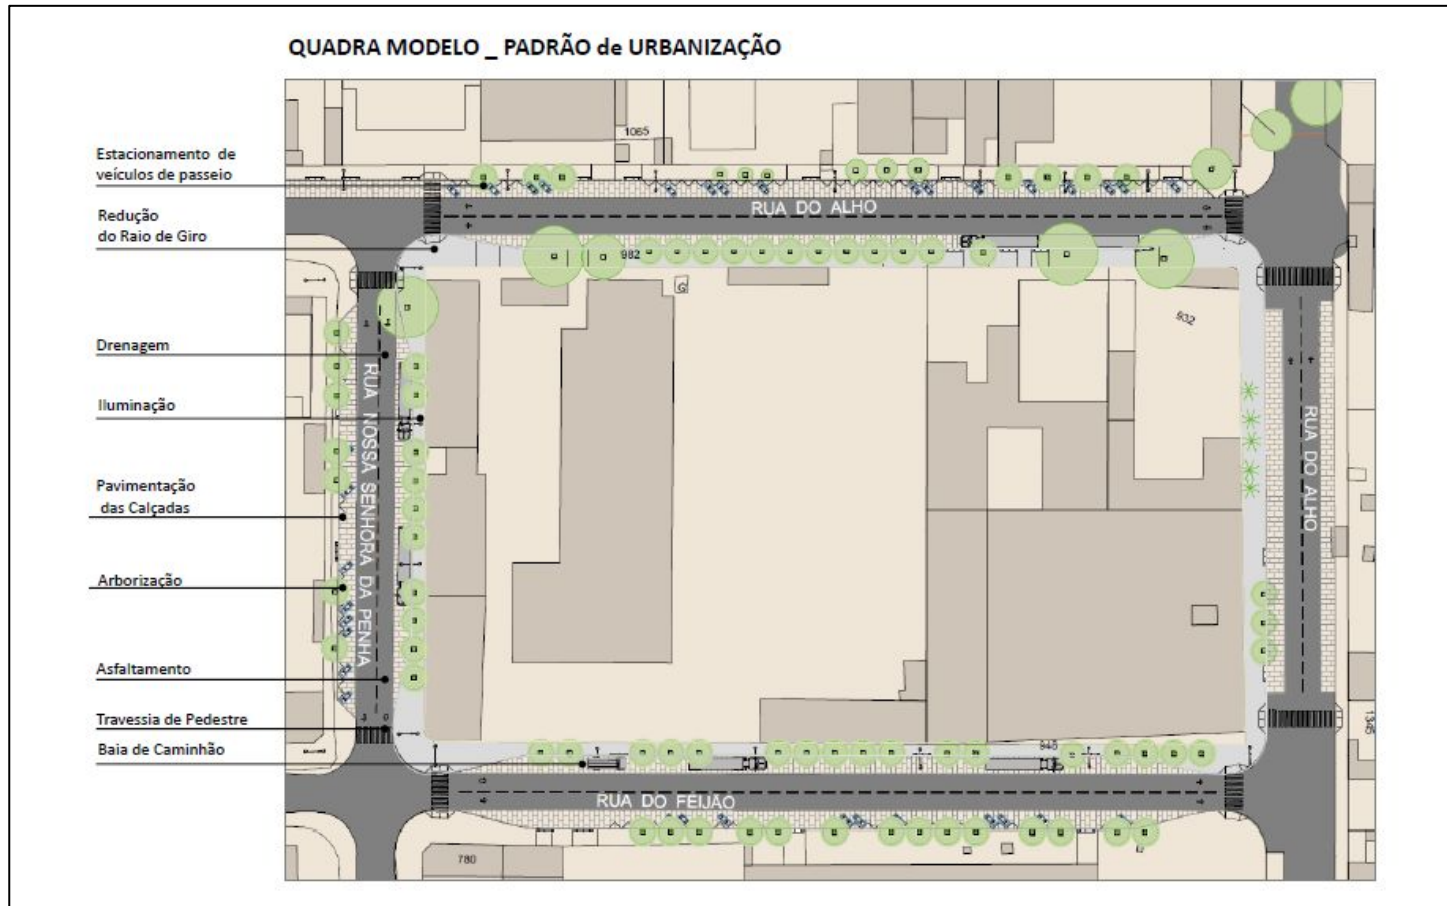 QUADRA MODELO _ PADRÃO de URBANIZAÇÃO
Estacionamento de
veículos de passeio
Redução
do Raio de Giro
Drenagem
Iluminação
Pavimentação
das Calçadas
Arborização
Asfaltamento
Travessia de Pedestre
Baia de Caminhão
1065
RUA DO ALHO
982
G
932
RUA NOSSA SENHORA DA PENHA
RUA DO ALHO
1345
940
RUA DO FEIJÃO
780